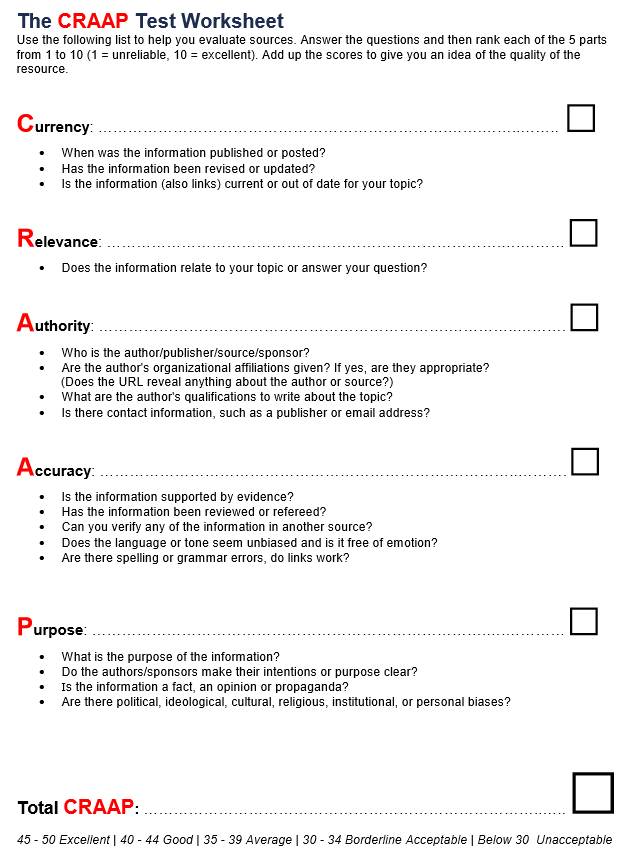 The CRAAP Test Worksheet
Use the following list to help you evaluate sources. Answer the questions and then rank each of the 5 parts
from 1 to 10 (1 = unreliable, 10 = excellent). Add up the scores to give you an idea of the quality of the
resource.
Currency: ……………………………………………………………………………………
• When was the information published or posted?
• Has the information been revised or updated?
• Is the information (also links) current or out of date for your topic?
Relevance: ……………………………………………………………………………………
• Does the information relate to your topic or answer your question?
Authority: ……………………………………………………………………………………
• Who is the author/publisher/source/sponsor?
• Are the author's organizational affiliations given? If yes, are they appropriate?
(Does the URL reveal anything about the author or source?)
• What are the author's qualifications to write about the topic?
• Is there contact information, such as a publisher or email address?
Accuracy: ……………………………………………………………………………………
• Is the information supported by evidence?
• Has the information been reviewed or refereed?
• Can you verify any of the information in another source?
• Does the language or tone seem unbiased and is it free of emotion?
• Are there spelling or grammar errors, do links work?
Purpose: ……………………………………………………………………………………
• What is the purpose of the information?
• Do the authors/sponsors make their intentions or purpose clear?
• Is the information a fact, an opinion or propaganda?
• Are there political, ideological, cultural, religious, institutional, or personal biases?
Total CRAAP: ……………………………………………………………………………
45 - 50 Excellent | 40 - 44 Good | 35 - 39 Average | 30 - 34 Borderline Acceptable | Below 30 Unacceptable